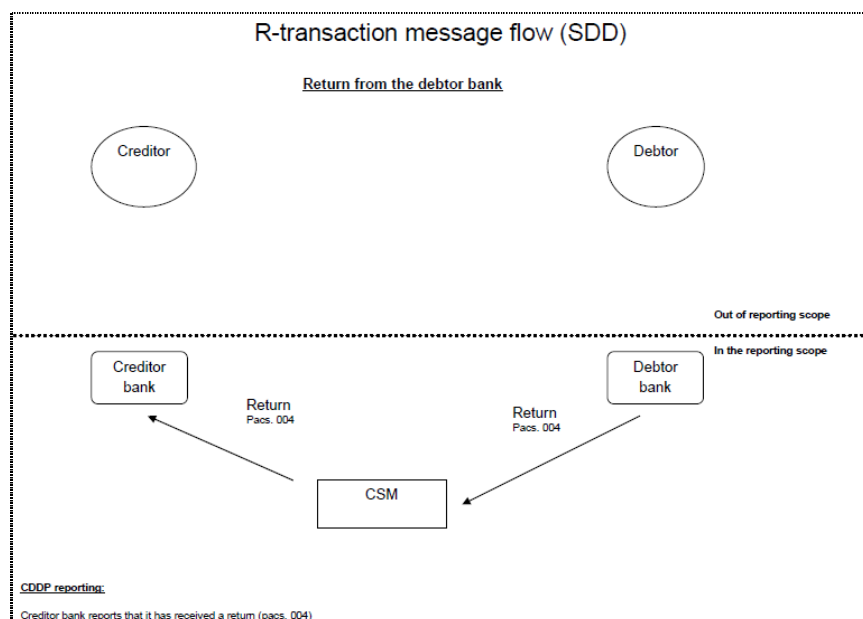 R-transaction message flow (SDD)
Return from the debtor bank
Creditor
Debtor
Out of reporting scope
In the reporting scope
Creditor
bank
Debtor
bank
Return
Pacs. 004
Return
Pacs. 004
CSM
CDDP reporting:
Creditor bank reports that it has received a return (pacs. 004)